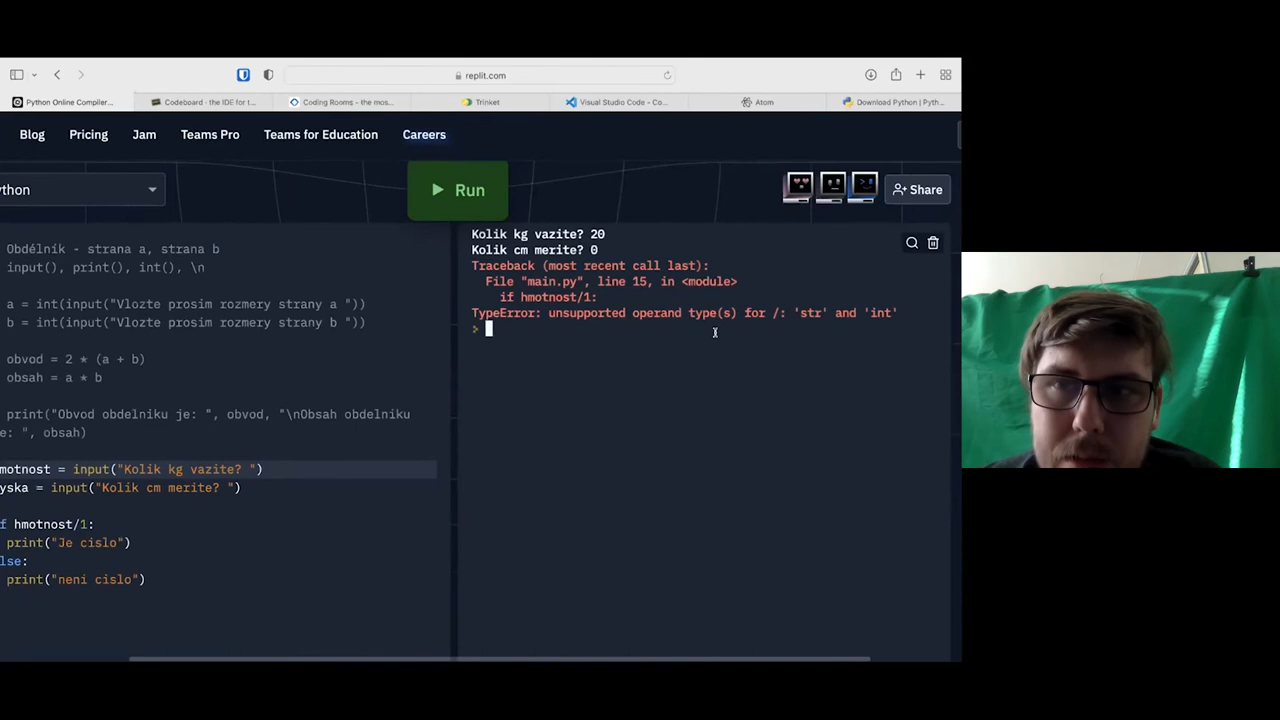 replit.com
Python Online Compiler...
Codeboard - the IDE for t...
Coding Rooms - the mos...
Trinket
Visual Studio Code - Co...
Atom
Download Python | Pyth...
Blog Pricing Jam Teams Pro Teams for Education Careers
ython
Run
Share
Obdélník - strana a, strana b
input(), print(), int(), \n
a = int(input("Vlozte prosim rozmery strany a "))
b = int(input("Vlozte prosim rozmery strany b "))
obvod = 2 * (a + b)
obsah = a * b
print("Obvod obdelniku je: ", obvod, "\nObsah obdelniku
e: ", obsah)
motnost = input("Kolik kg vazite? ")
yska = input("Kolik cm merite? ")
f hmotnost/1:
print("Je cislo")
lse:
print("neni cislo")
Kolik kg vazite? 20
Kolik cm merite? 0
Traceback (most recent call last):
File "main.py", line 15, in <module>
if hmotnost/1:
TypeError: unsupported operand type(s) for /: 'str' and 'int'
>